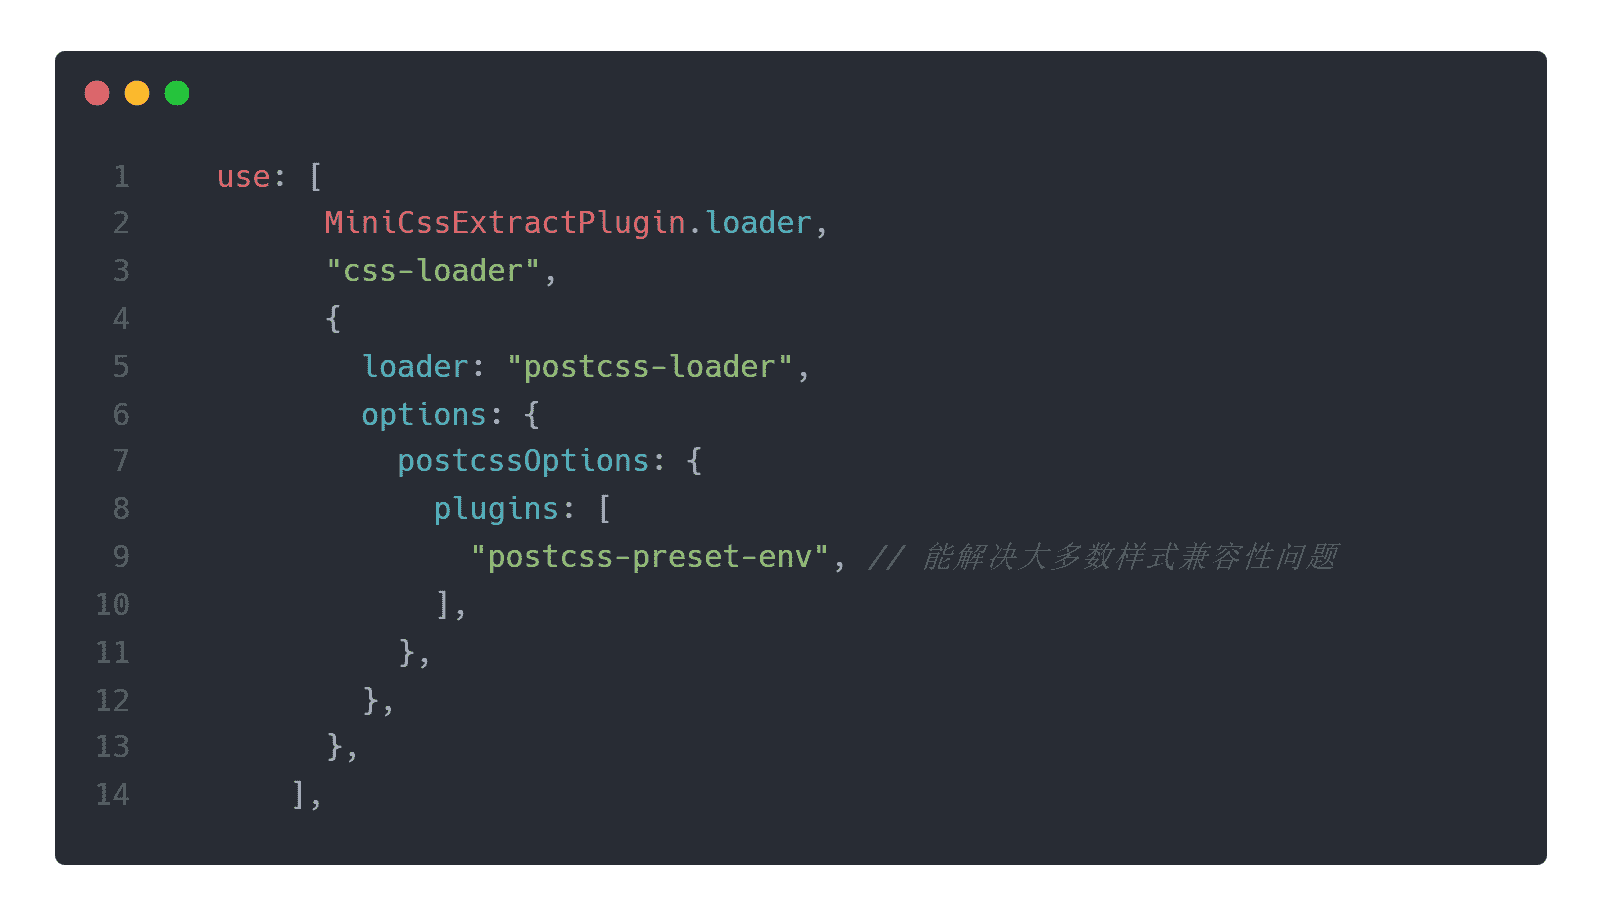 1 use: [
2 MiniCssExtractPlugin.loader,
3 "css-loader",
4 {
5 loader: "postcss-loader",
6 options: {
7 postcssOptions: {
8 plugins: [
9 "postcss-preset-env", // 能解决大多数样式兼容性问题
10 ],
11 },
12 },
13 },
14 ],